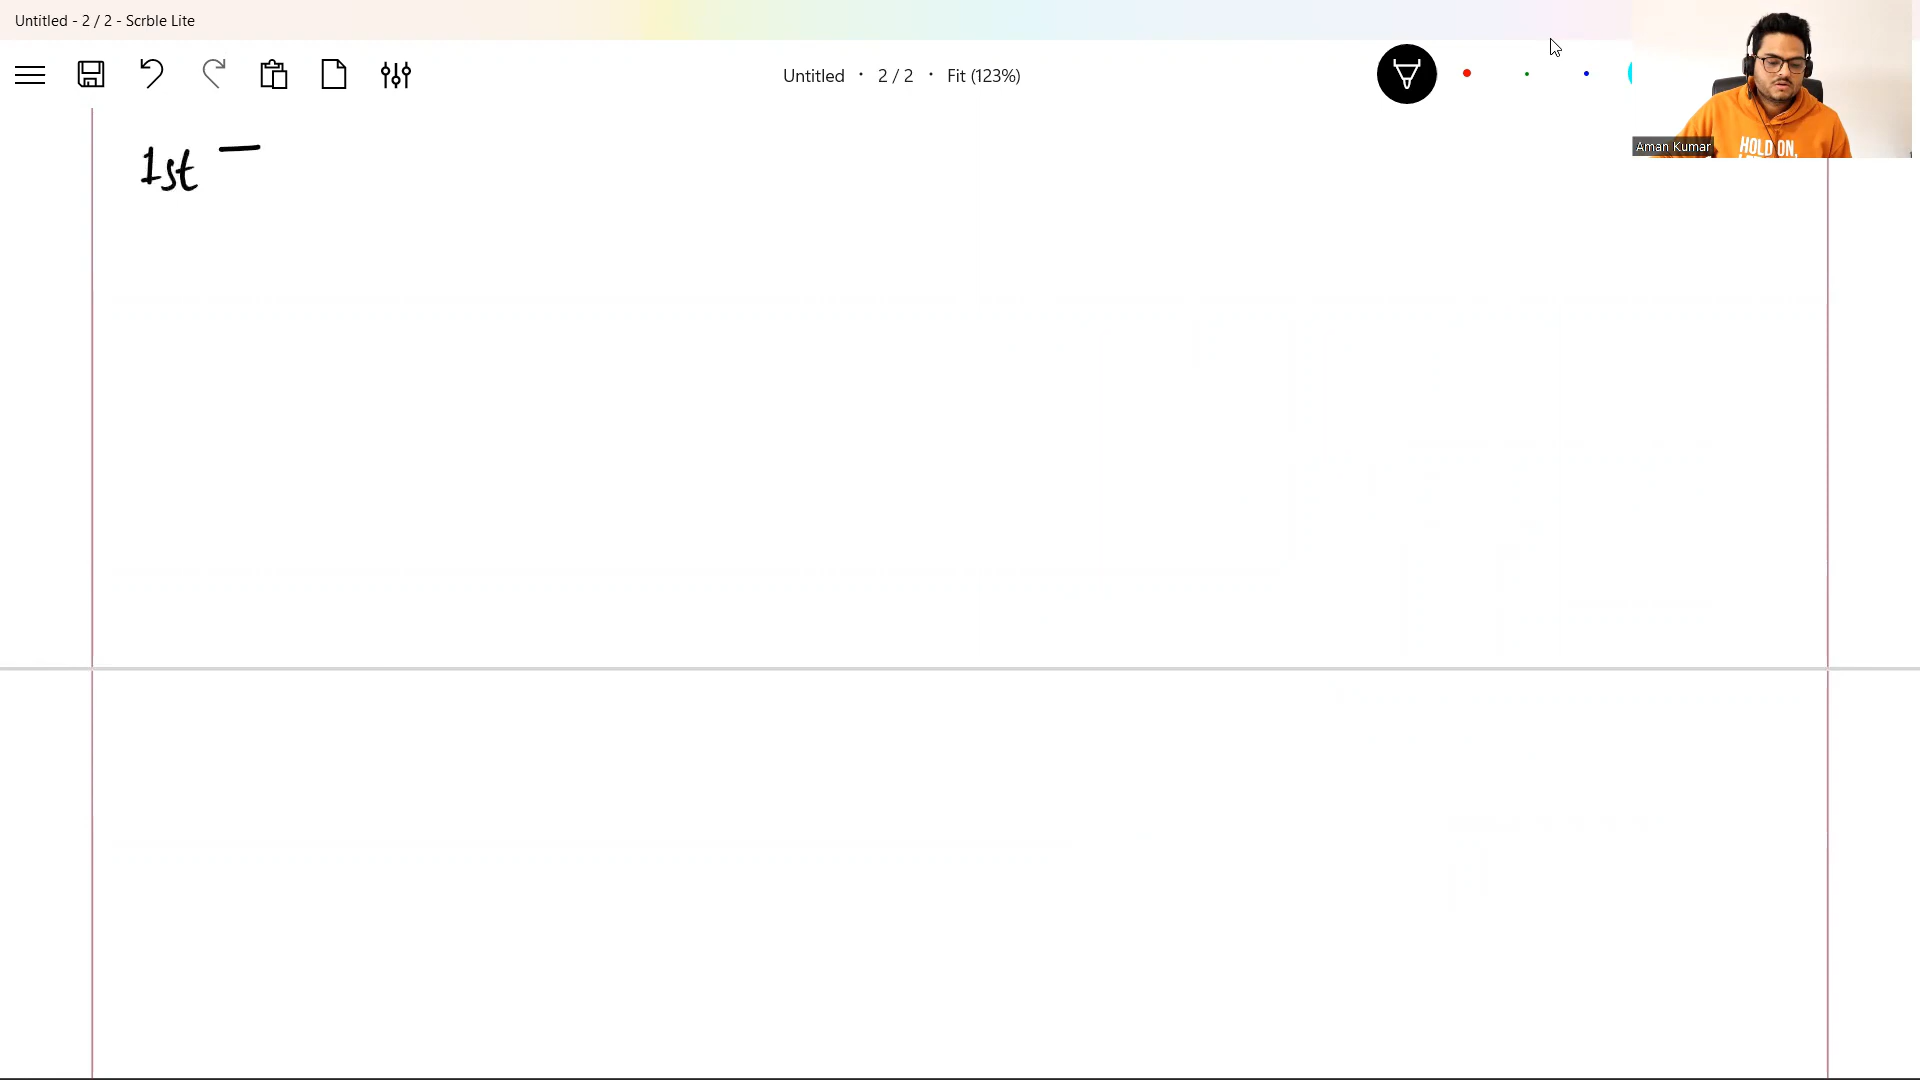 Untitled - 2 / 2 - Scrble Lite
Untitled • 2 / 2 • Fit (123%)
1st —
HOLD ON,
Aman Kumar